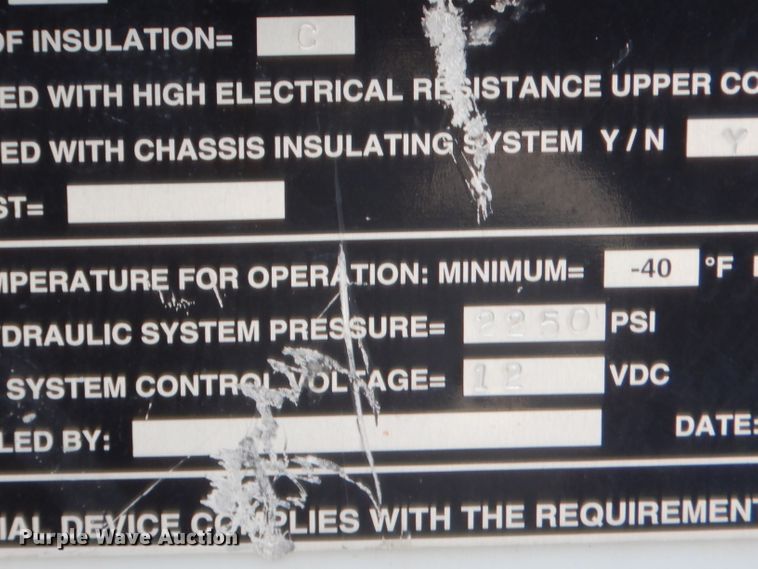 OF INSULATION= C
ED WITH HIGH ELECTRICAL RESISTANCE UPPER CO
ED WITH CHASSIS INSULATING SYSTEM Y / N Y
ST=
MPERATURE FOR OPERATION: MINIMUM= -40 °F
DRAULIC SYSTEM PRESSURE= 2250 PSI
SYSTEM CONTROL VOLTAGE= 12 VDC
LED BY: DATE:
IAL DEVICE COMPLIES WITH THE REQUIREMENT
Purple Wave Auction